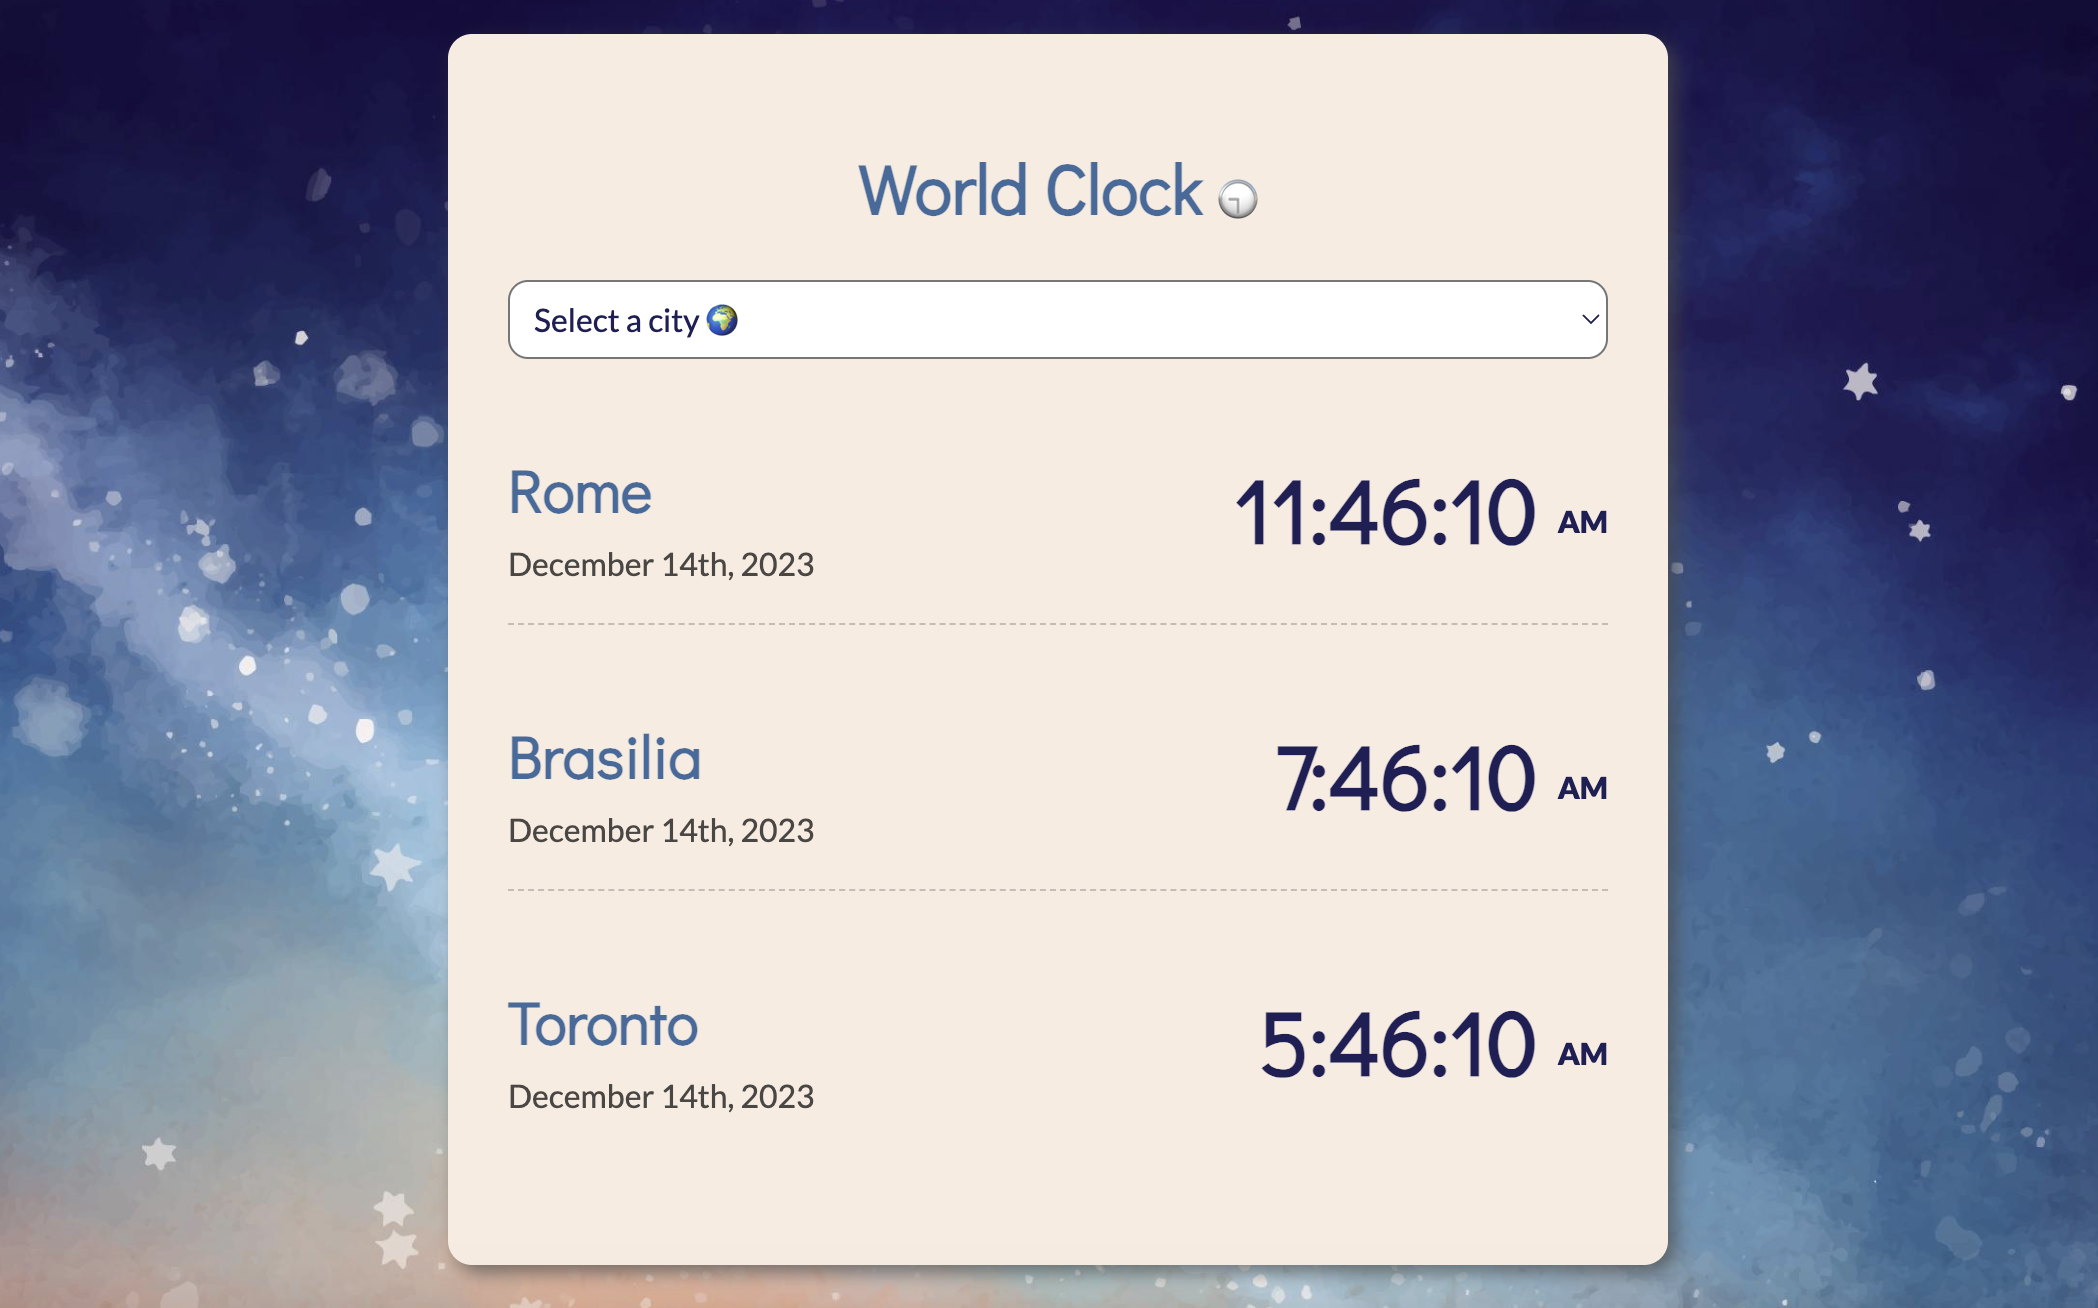 World Clock 🕘
Select a city 🌍
Rome
11:46:10 AM
December 14th, 2023
Brasilia
7:46:10 AM
December 14th, 2023
Toronto
5:46:10 AM
December 14th, 2023